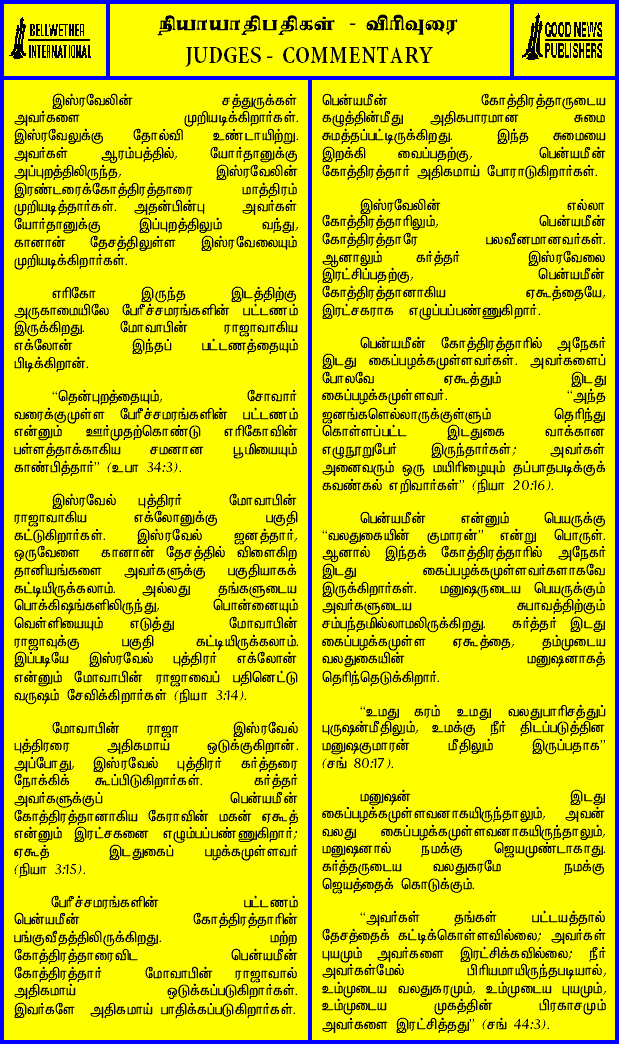 BELLWETHER
INTERNATIONAL
நியாயாதிபதிகள் - விரிவுரை
JUDGES - COMMENTARY
GOOD NEWS
PUBLISHERS
இஸ்ரவேலின் சத்துருக்கள்
அவர்களை முறியடிக்கிறார்கள்.
இஸ்ரவேலுக்கு தோல்வி உண்டாயிற்று.
அவர்கள் ஆரம்பத்தில், யோர்தானுக்கு
அப்புறத்திலிருந்த, இஸ்ரவேலின்
இரண்டரைக்கோத்திரத்தாரை மாத்திரம்
முறியடித்தார்கள். அதன்பின்பு அவர்கள்
யோர்தானுக்கு இப்புறத்திலும் வந்து,
கானான் தேசத்திலுள்ள இஸ்ரவேலையும்
முறியடிக்கிறார்கள்.
எரிகோ இருந்த இடத்திற்கு
அருகாமையிலே பேரீச்சமரங்களின் பட்டணம்
இருக்கிறது. மோவாபின் ராஜாவாகிய
எக்லோன் இந்தப் பட்டணத்தையும்
பிடிக்கிறான்.
“தென்புறத்தையும், சோவார்
வரைக்குமுள்ள பேரீச்சமரங்களின் பட்டணம்
என்னும் ஊர்முதற்கொண்டு எரிகோவின்
பள்ளத்தாக்காகிய சமனான பூமியையும்
காண்பித்தார்” (உபா 34:3).
இஸ்ரவேல் புத்திரர் மோவாபின்
ராஜாவாகிய எக்லோனுக்கு பகுதி
கட்டுகிறார்கள். இஸ்ரவேல் ஜனத்தார்,
ஒருவேளை கானான் தேசத்தில் விளைகிற
தானியங்களை அவர்களுக்கு பகுதியாகக்
கட்டியிருக்கலாம். அல்லது தங்களுடைய
பொக்கிஷங்களிலிருந்து, பொன்னையும்
வெள்ளியையும் எடுத்து மோவாபின்
ராஜாவுக்கு பகுதி கட்டியிருக்கலாம்.
இப்படியே இஸ்ரவேல் புத்திரர் எக்லோன்
என்னும் மோவாபின் ராஜாவைப் பதினெட்டு
வருஷம் சேவிக்கிறார்கள் (நியா 3:14).
மோவாபின் ராஜா இஸ்ரவேல்
புத்திரரை அதிகமாய் ஒடுக்குகிறான்.
அப்போது, இஸ்ரவேல் புத்திரர் கர்த்தரை
நோக்கிக் கூப்பிடுகிறார்கள். கர்த்தர்
அவர்களுக்குப் பென்யமீன்
கோத்திரத்தானாகிய கேராவின் மகன் ஏகூத்
என்னும் இரட்சகனை எழும்பப்பண்ணுகிறார்;
ஏகூத் இடதுகைப் பழக்கமுள்ளவர்
(நியா 3:15).
பேரீச்சமரங்களின் பட்டணம்
பென்யமீன் கோத்திரத்தாரின்
பங்குவீதத்திலிருக்கிறது. மற்ற
கோத்திரத்தாரைவிட பென்யமீன்
கோத்திரத்தார் மோவாபின் ராஜாவால்
அதிகமாய் ஒடுக்கப்படுகிறார்கள்.
இவர்களே அதிகமாய் பாதிக்கப்படுகிறார்கள்.
பென்யமீன் கோத்திரத்தாருடைய
கழுத்தின்மீது அதிகபாரமான சுமை
சுமத்தப்பட்டிருக்கிறது. இந்த சுமையை
இறக்கி வைப்பதற்கு, பென்யமீன்
கோத்திரத்தார் அதிகமாய் போராடுகிறார்கள்.
இஸ்ரவேலின் எல்லா
கோத்திரத்தாரிலும், பென்யமீன்
கோத்திரத்தாரே பலவீனமானவர்கள்.
ஆனாலும் கர்த்தர் இஸ்ரவேலை
இரட்சிப்பதற்கு, பென்யமீன்
கோத்திரத்தானாகிய ஏகூத்தையே,
இரட்சகராக எழுப்பப்பண்ணுகிறார்.
பென்யமீன் கோத்திரத்தாரில் அநேகர்
இடது கைப்பழக்கமுள்ளவர்கள். அவர்களைப்
போலவே ஏகூத்தும் இடது
கைப்பழக்கமுள்ளவர். “அந்த
ஜனங்களெல்லாருக்குள்ளும் தெரிந்து
கொள்ளப்பட்ட இடதுகை வாக்கான
எழுநூறுபேர் இருந்தார்கள்; அவர்கள்
அனைவரும் ஒரு மயிரிழையும் தப்பாதபடிக்குக்
கவண்கல் எறிவார்கள்” (நியா 20:16).
பென்யமீன் என்னும் பெயருக்கு
“வலதுகையின் குமாரன்” என்று பொருள்.
ஆனால் இந்தக் கோத்திரத்தாரில் அநேகர்
இடது கைப்பழக்கமுள்ளவர்களாகவே
இருக்கிறார்கள். மனுஷருடைய பெயருக்கும்
அவர்களுடைய சுபாவத்திற்கும்
சம்பந்தமில்லாமலிருக்கிறது. கர்த்தர் இடது
கைப்பழக்கமுள்ள ஏகூத்தை, தம்முடைய
வலதுகையின் மனுஷனாகத்
தெரிந்தெடுக்கிறார்.
“உமது கரம் உமது வலதுபாரிசத்துப்
புருஷன்மீதிலும், உமக்கு நீர் திடப்படுத்தின
மனுஷகுமாரன் மீதிலும் இருப்பதாக”
(சங் 80:17).
மனுஷன் இடது
கைப்பழக்கமுள்ளவனாகயிருந்தாலும், அவன்
வலது கைப்பழக்கமுள்ளவனாகயிருந்தாலும்,
மனுஷனால் நமக்கு ஜெயமுண்டாகாது.
கர்த்தருடைய வலதுகரமே நமக்கு
ஜெயத்தைக் கொடுக்கும்.
“அவர்கள் தங்கள் பட்டயத்தால்
தேசத்தைக் கட்டிக்கொள்ளவில்லை; அவர்கள்
புயமும் அவர்களை இரட்சிக்கவில்லை; நீர்
அவர்கள்மேல் பிரியமாயிருந்தபடியால்,
உம்முடைய வலதுகரமும், உம்முடைய புயமும்,
உம்முடைய முகத்தின் பிரகாசமும்
அவர்களை இரட்சித்தது” (சங் 44:3).